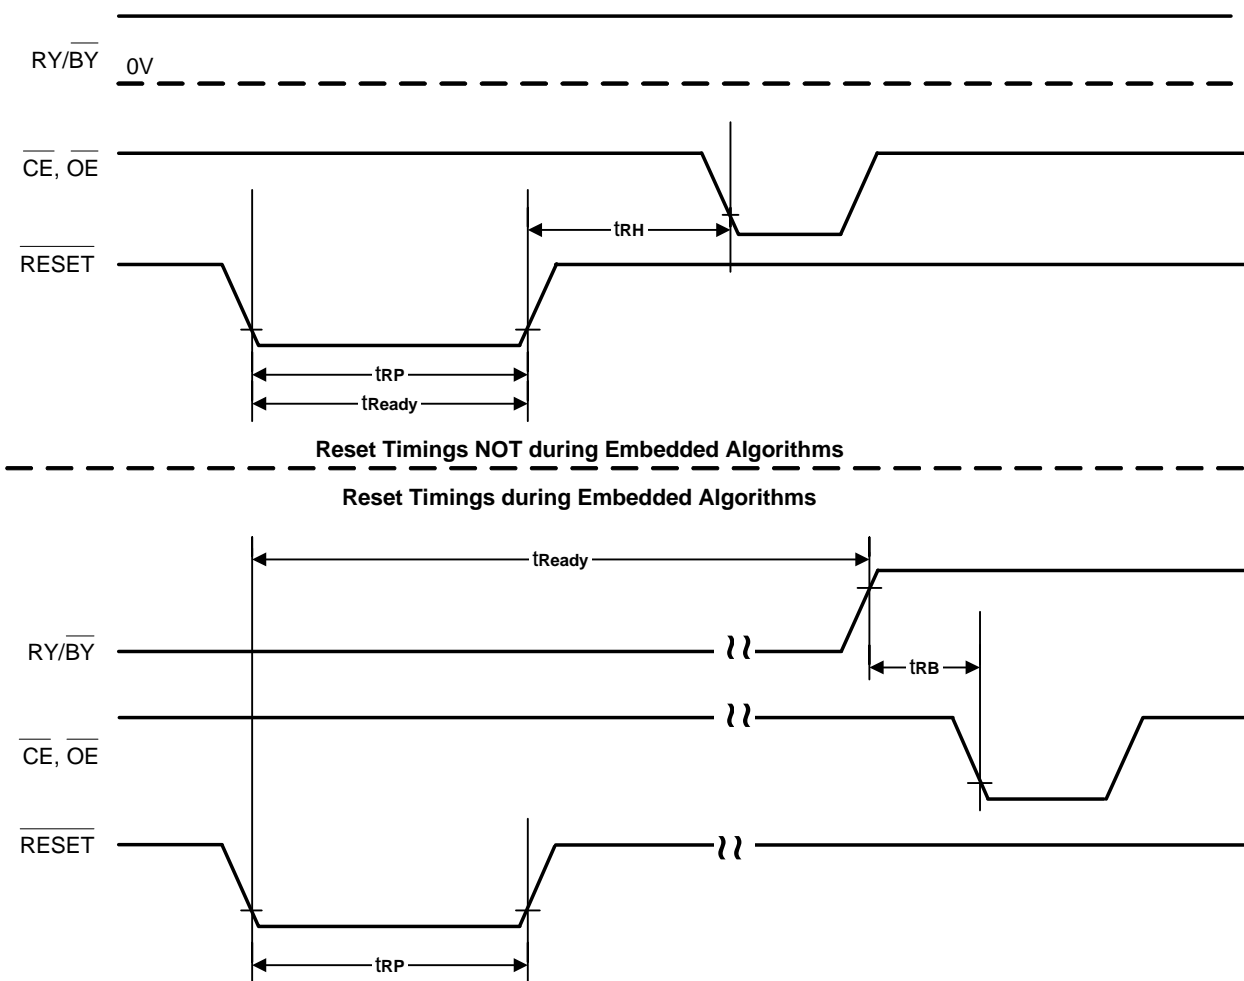 RY/BY
0V
CE, OE
tRH
RESET
tRP
tReady
Reset Timings NOT during Embedded Algorithms
Reset Timings during Embedded Algorithms
tReady
RY/BY
tRB
CE, OE
RESET
tRP